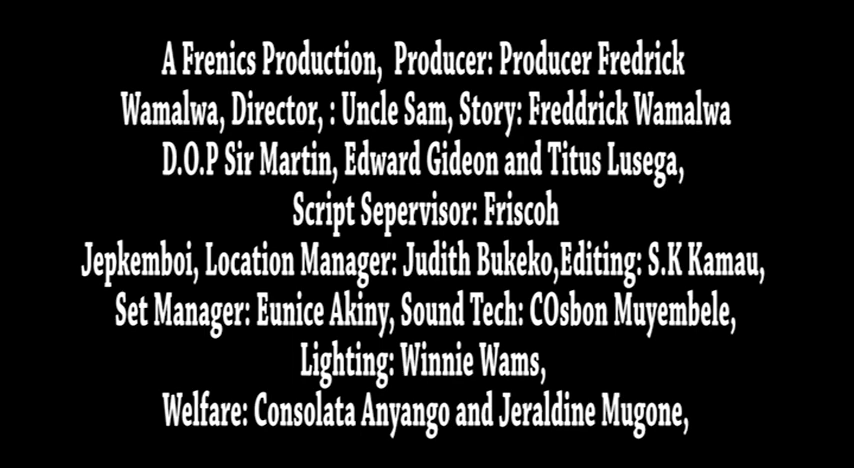 A Frenics Production, Producer: Producer Fredrick
Wamalwa, Director, : Uncle Sam, Story: Freddrick Wamalwa
D.O.P Sir Martin, Edward Gideon and Titus Lusega,
Script Sepervisor: Friscoh
Jepkemboi, Location Manager: Judith Bukeko,Editing: S.K Kamau,
Set Manager: Eunice Akiny, Sound Tech: COsbon Muyembele,
Lighting: Winnie Wams,
Welfare: Consolata Anyango and Jeraldine Mugone,